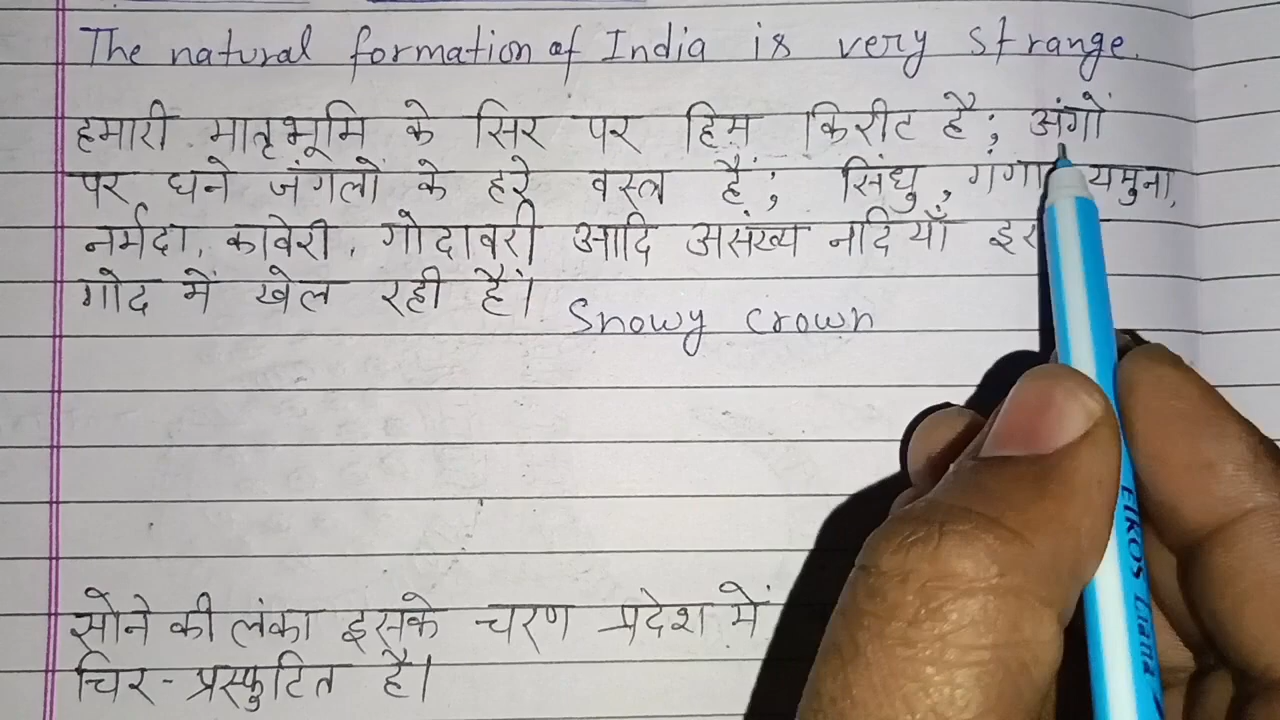 The natural formation of India is very strange.
हमारी मातृभूमि के सिर पर हिम किरीट है; अंगों
पर घने जंगलों के हरे वस्त्र हैं; सिंधु, गंगा यमुना,
नर्मदा, कावेरी, गोदावरी आदि असंख्य नदियाँ
गोद में खेल रही हैं।
Snowy crown
सोने की लंका इसके चरण प्रदेश में
चिर-प्रस्फुटित है।
ELKOS